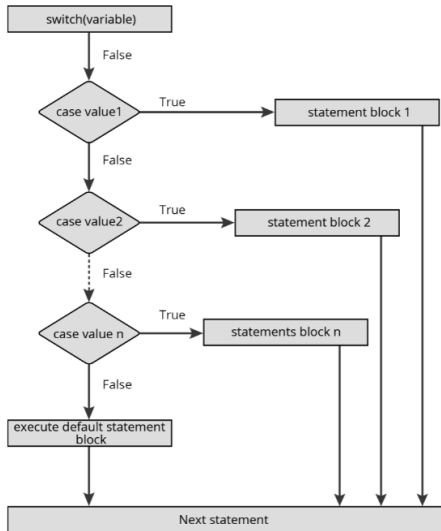 switch(variable)
False
case value1
True
statement block 1
False
case value2
True
statement block 2
False
case value n
True
statements block n
False
execute default statement
block
Next statement